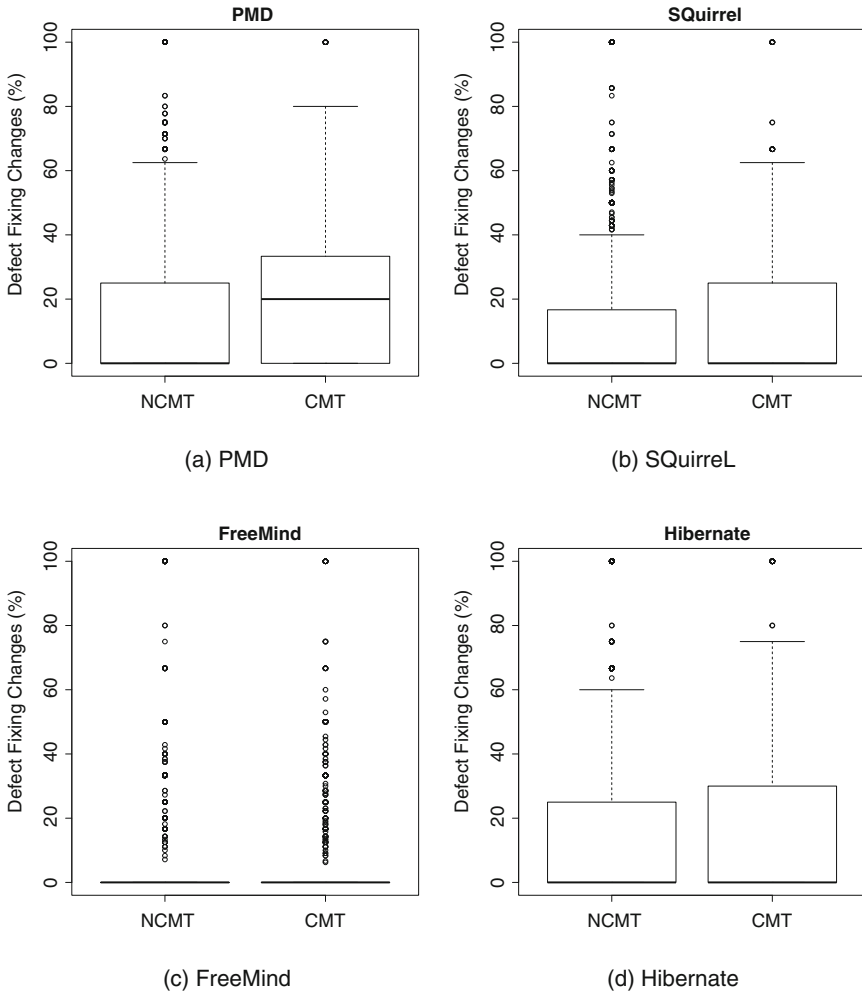 PMD
Defect Fixing Changes (%)
100
80
60
40
20
0
NCMT CMT
(a) PMD
SQuirrel
Defect Fixing Changes (%)
100
80
60
40
20
0
NCMT CMT
(b) SQuirreL
FreeMind
Defect Fixing Changes (%)
100
80
60
40
20
0
NCMT CMT
(c) FreeMind
Hibernate
Defect Fixing Changes (%)
100
80
60
40
20
0
NCMT CMT
(d) Hibernate